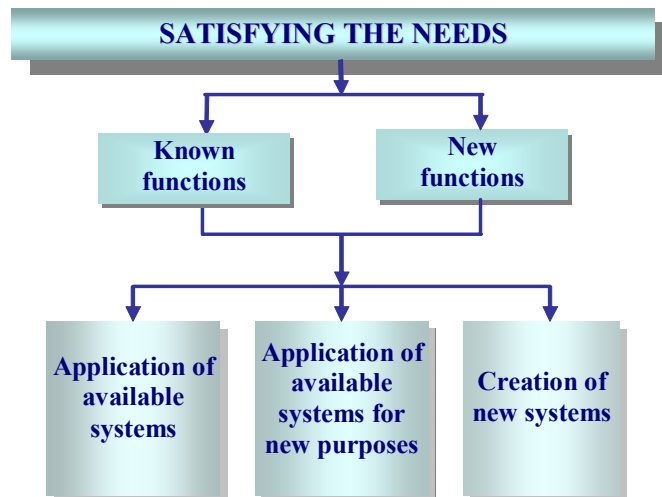 SATISFYING THE NEEDS
Known
functions
New
functions
Application of
available
systems
Application of
available
systems for
new purposes
Creation of
new systems